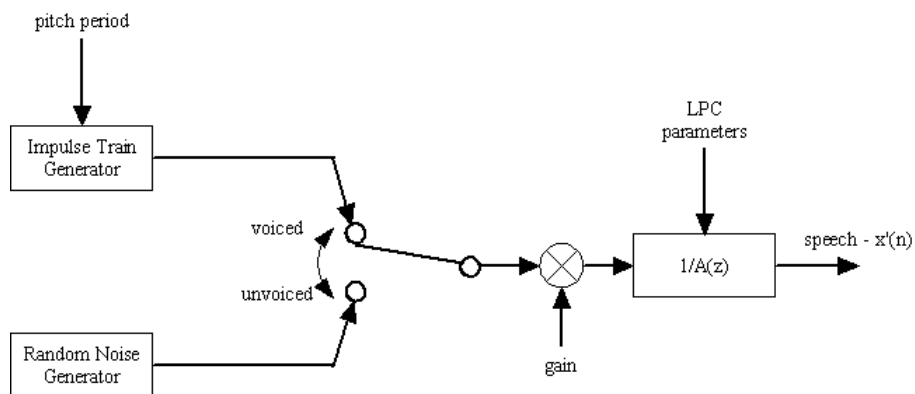 pitch period
Impulse Train
Generator
LPC
parameters
voiced
speech - x'(n)
1/A(z)
unvoiced
Random Noise
Generator
gain